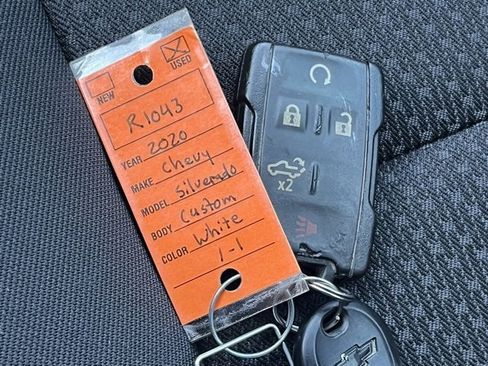 NEW
USED
R1043
YEAR 2020
MAKE Chevy
MODEL Silverado
BODY Custom
COLOR White
1-1
x2